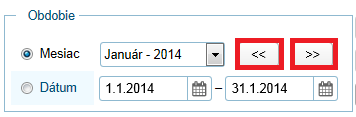 Obdobie
Mesiac Január - 2014 << >>
Dátum 1.1.2014 – 31.1.2014